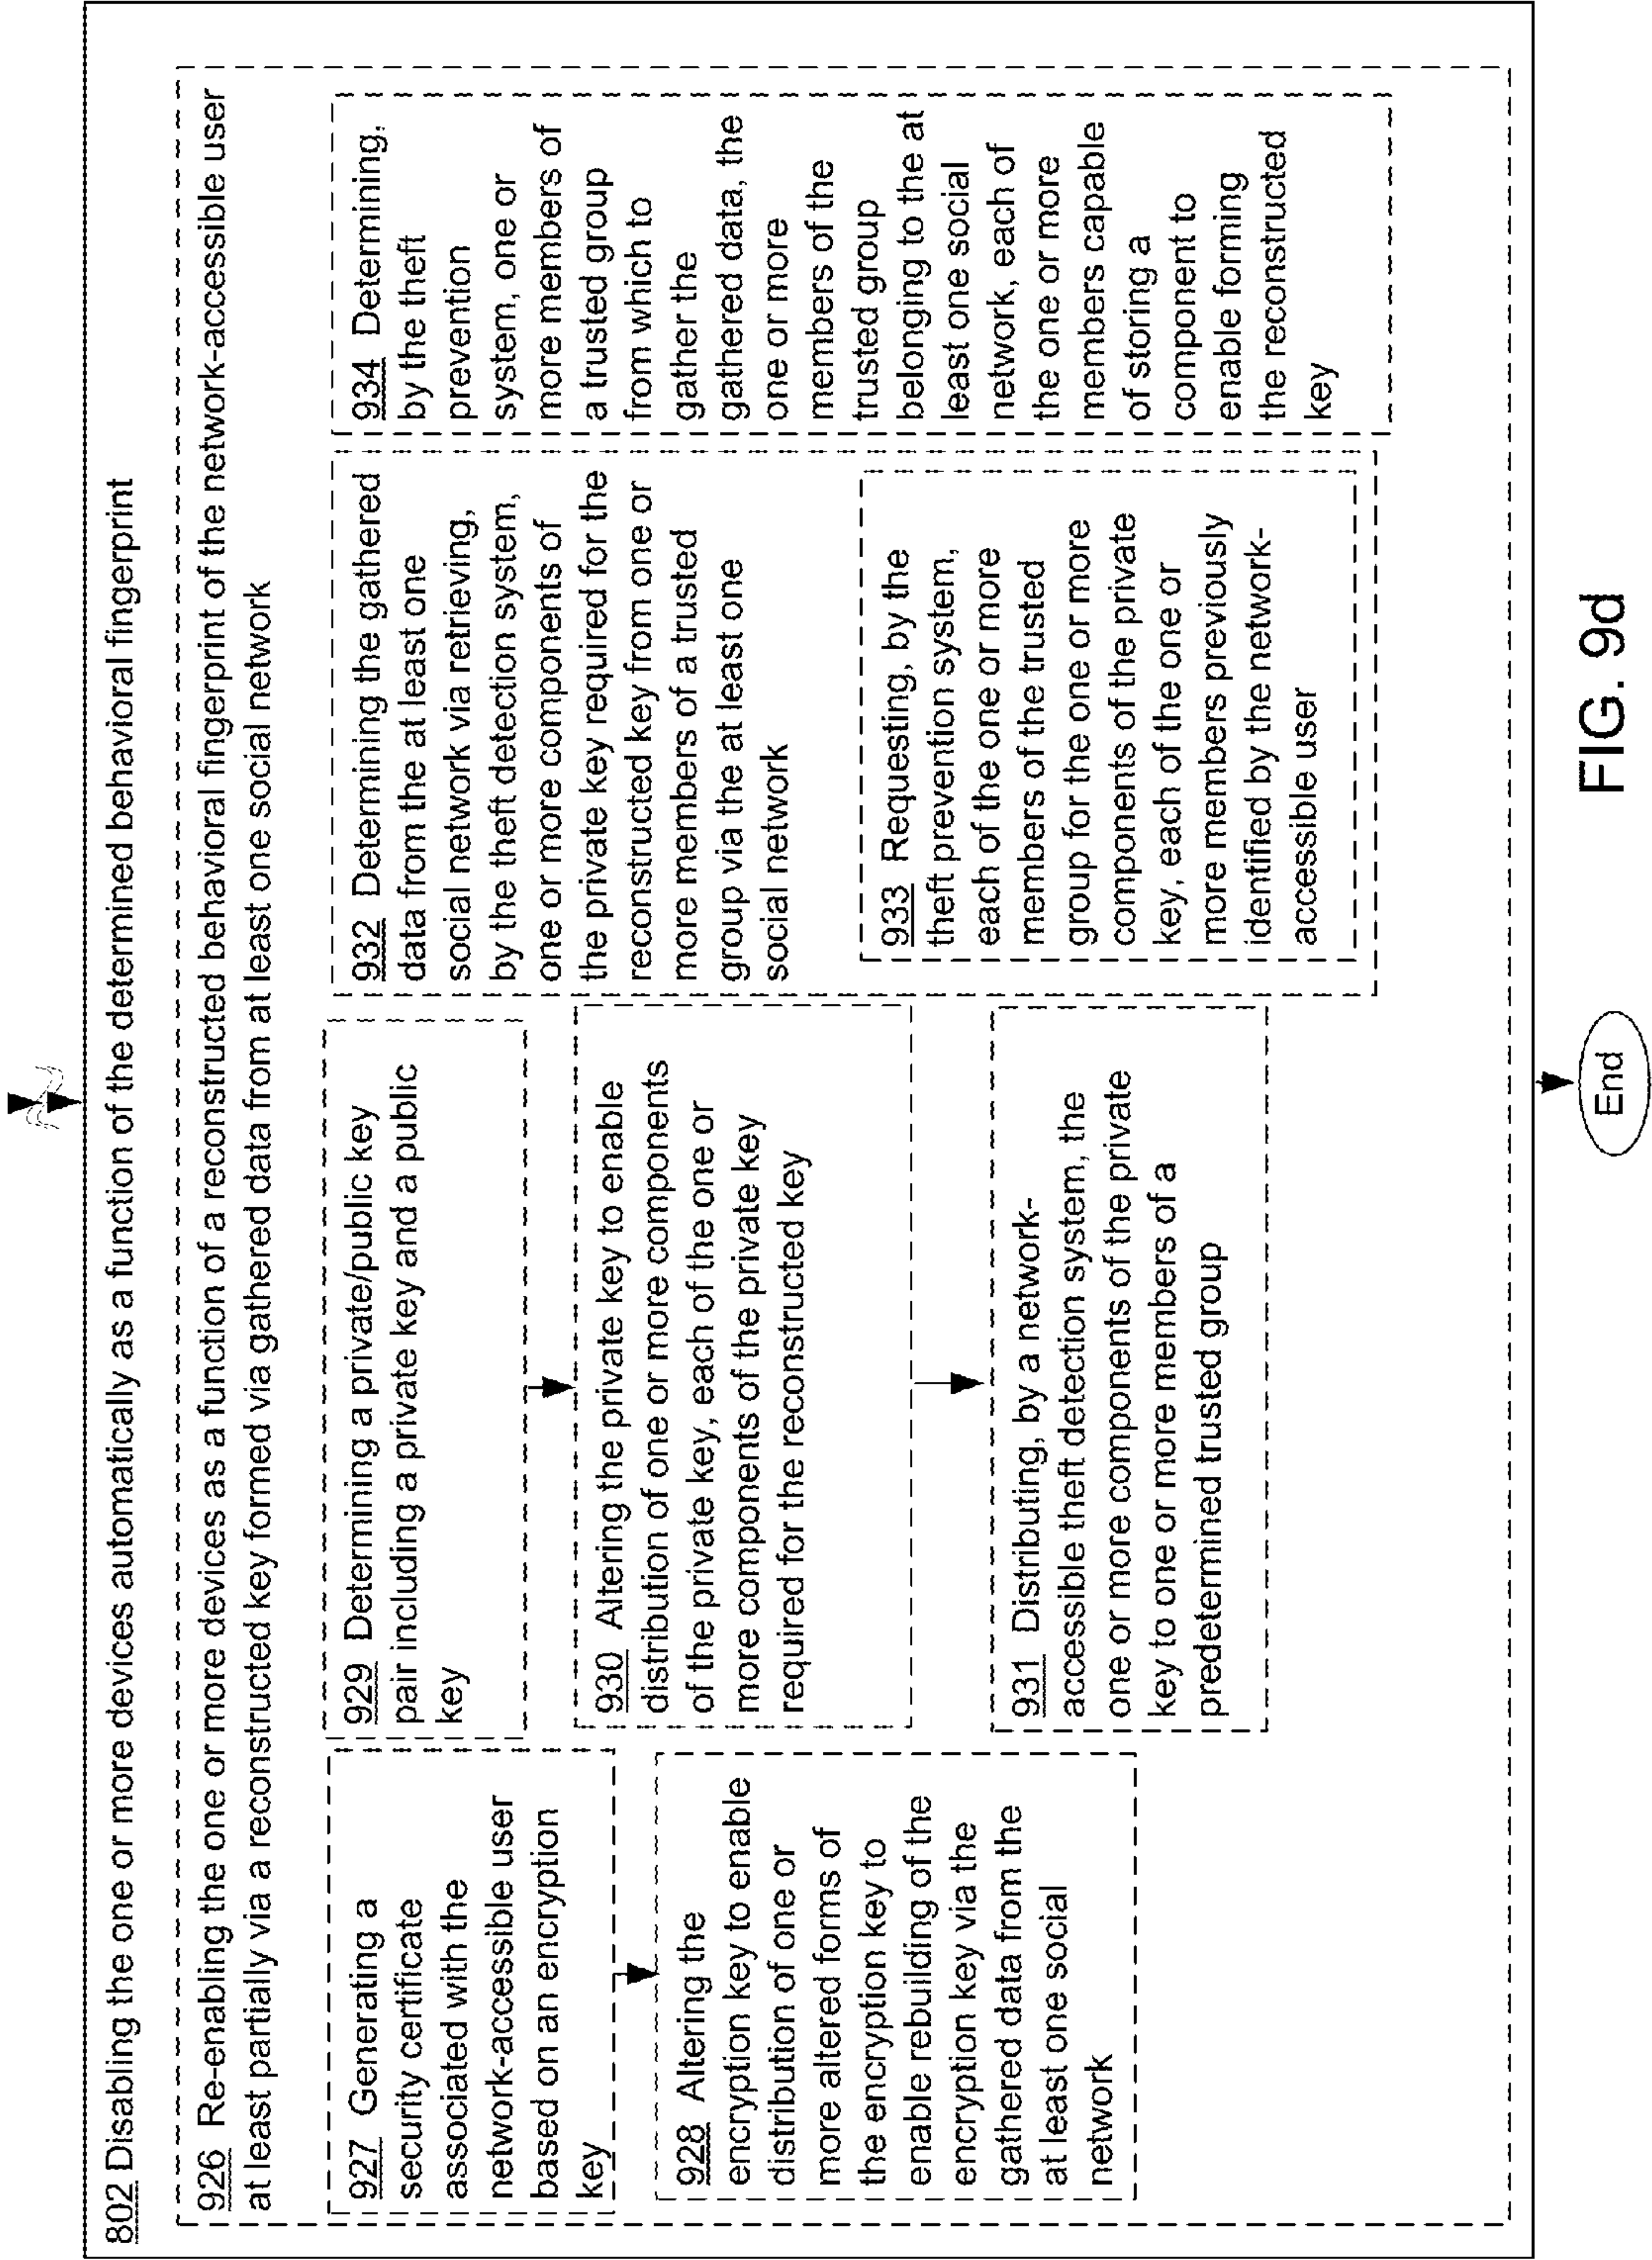 802 Disabling the one or more devices automatically as a function of the determined behavioral fingerprint
926 Re-enabling the one or more devices as a function of a reconstructed behavioral fingerprint of the network-accessible user
at least partially via a reconstructed key formed via gathered data from at least one social network
927 Generating a
security certificate
associated with the
network-accessible user
based on an encryption
key
928 Altering the
encryption key to enable
distribution of one or
more altered forms of
the encryption key to
enable rebuilding of the
encryption key via the
gathered data from the
at least one social
network
929 Determining a private/public key
pair including a private key and a public
key
930 Altering the private key to enable
distribution of one or more components
of the private key, each of the one or
more components of the private key
required for the reconstructed key
931 Distributing, by a network-
accessible theft detection system, the
one or more components of the private
key to one or more members of a
predetermined trusted group
932 Determining the gathered
data from the at least one
social network via retrieving,
by the theft detection system,
one or more components of
the private key required for the
reconstructed key from one or
more members of a trusted
group via the at least one
social network
933 Requesting, by the
theft prevention system,
each of the one or more
members of the trusted
group for the one or more
components of the private
key, each of the one or
more members previously
identified by the network-
accessible user
934 Determining,
by the theft
prevention
system, one or
more members of
a trusted group
from which to
gather the
gathered data, the
one or more
members of the
trusted group
belonging to the at
least one social
network, each of
the one or more
members capable
of storing a
component to
enable forming
the reconstructed
key
End
FIG. 9d